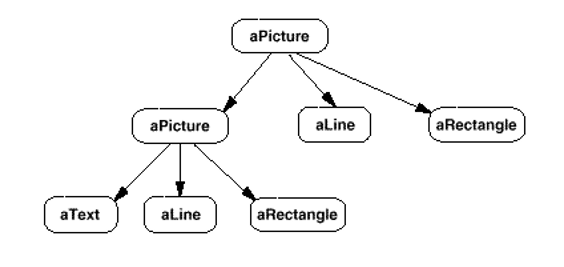 aPicture
aPicture
aLine
aRectangle
aText
aLine
aRectangle